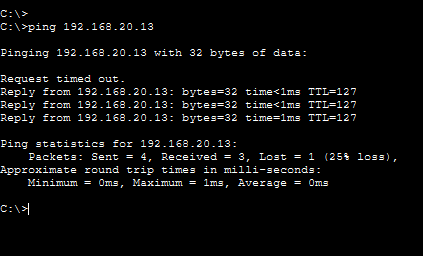 C:\>
C:\>ping 192.168.20.13
Pinging 192.168.20.13 with 32 bytes of data:
Request timed out.
Reply from 192.168.20.13: bytes=32 time<1ms TTL=127
Reply from 192.168.20.13: bytes=32 time<1ms TTL=127
Reply from 192.168.20.13: bytes=32 time=1ms TTL=127
Ping statistics for 192.168.20.13:
Packets: Sent = 4, Received = 3, Lost = 1 (25% loss),
Approximate round trip times in milli-seconds:
Minimum = 0ms, Maximum = 1ms, Average = 0ms
C:\>